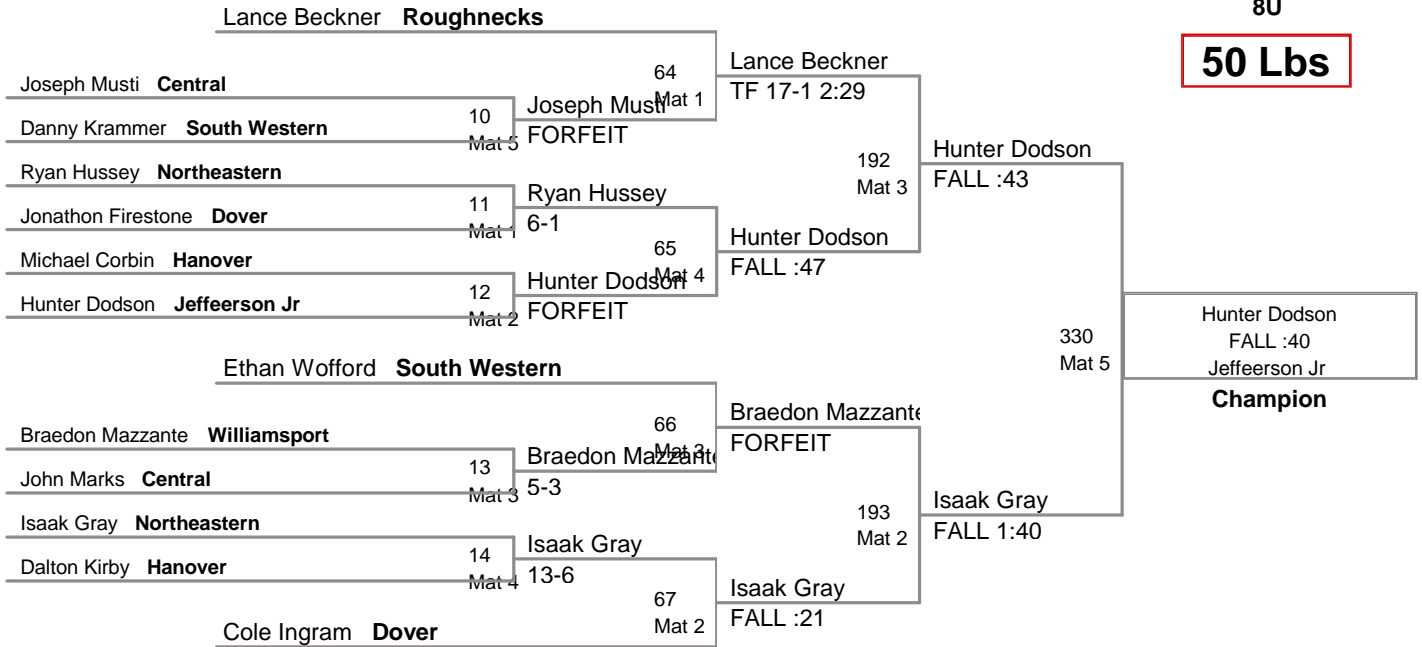 8U
50 Lbs
Lance Beckner Roughnecks
Joseph Musti Central
Danny Krammer South Western
Ryan Hussey Northeastern
Jonathon Firestone Dover
Michael Corbin Hanover
Hunter Dodson Jeffeerson Jr
Ethan Wofford South Western
Braedon Mazzante Williamsport
John Marks Central
Isaak Gray Northeastern
Dalton Kirby Hanover
Cole Ingram Dover
10
Mat 5
Joseph Musti
FORFEIT
11
Mat 1
Ryan Hussey
6-1
12
Mat 2
Hunter Dodson
FORFEIT
13
Mat 3
Braedon Mazzante
5-3
14
Mat 4
Isaak Gray
13-6
64
Mat 1
Lance Beckner
TF 17-1 2:29
65
Mat 4
Hunter Dodson
FALL :47
66
Mat 3
Braedon Mazzante
FORFEIT
67
Mat 2
Isaak Gray
FALL :21
192
Mat 3
Hunter Dodson
FALL :43
193
Mat 2
Isaak Gray
FALL 1:40
330
Mat 5
Hunter Dodson
FALL :40
Jeffeerson Jr
Champion